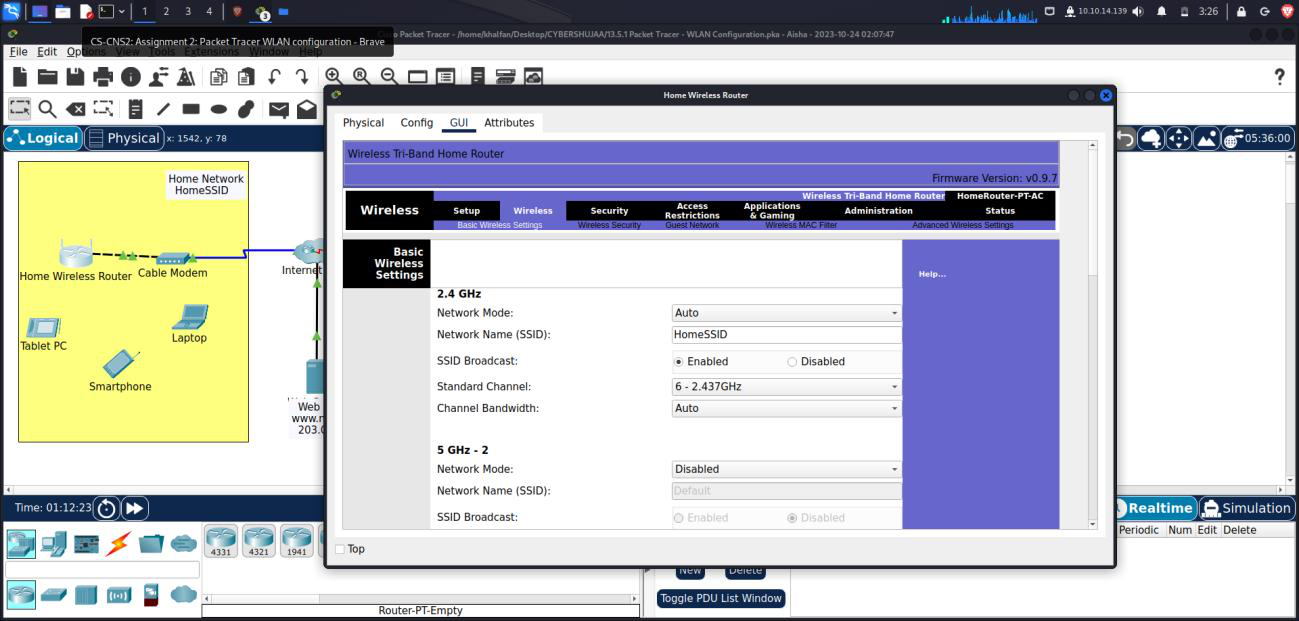 1 2 3 4
3
10.10.14.139
3:26
CS-CNS2: Assignment 2: Packet Tracer WLAN configuration - Brave
Packet Tracer - /home/khalfan/Desktop/CYBERSHUJAA/13.5.1 Packet Tracer - WLAN Configuration.pka - Aisha - 2023-10-24 02:07:47
File Edit Options View Tools Extensions Window Help
?
Logical Physical x: 1542, y: 78
05:36:00
Home Network
HomeSSID
Home Wireless Router
Cable Modem
Internet
Tablet PC
Laptop
Smartphone
Web
www.
203.0
Home Wireless Router
Physical Config GUI Attributes
Wireless Tri-Band Home Router
Firmware Version: v0.9.7
Wireless Tri-Band Home Router HomeRouter-PT-AC
Wireless
Setup Wireless Security Access Restrictions Applications & Gaming Administration Status
Basic Wireless Settings Wireless Security Guest Network Wireless MAC Filter Advanced Wireless Settings
Basic
Wireless
Settings
Help...
2.4 GHz
Network Mode: Auto
Network Name (SSID): HomeSSID
SSID Broadcast: Enabled Disabled
Standard Channel: 6 - 2.437GHz
Channel Bandwidth: Auto
5 GHz - 2
Network Mode: Disabled
Network Name (SSID): Default
SSID Broadcast: Enabled Disabled
Top
Time: 01:12:23
Realtime Simulation
Periodic Num Edit Delete
4331 4321 1941
New Delete
Toggle PDU List Window
Router-PT-Empty